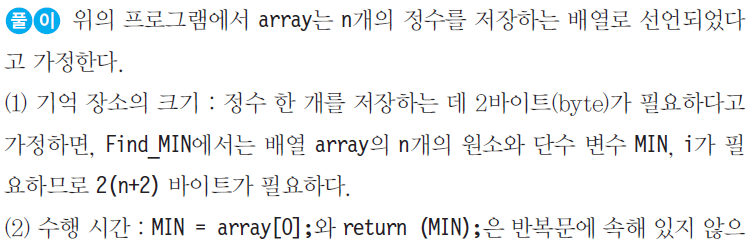 풀이 위의 프로그램에서 array는 n개의 정수를 저장하는 배열로 선언되었다
고 가정한다.
(1) 기억 장소의 크기 : 정수 한 개를 저장하는 데 2바이트(byte)가 필요하다고
가정하면, Find_MIN에서는 배열 array의 n개의 원소와 단수 변수 MIN, i가 필
요하므로 2(n+2) 바이트가 필요하다.
(2) 수행 시간 : MIN = array[0];와 return (MIN);은 반복문에 속해 있지 않으